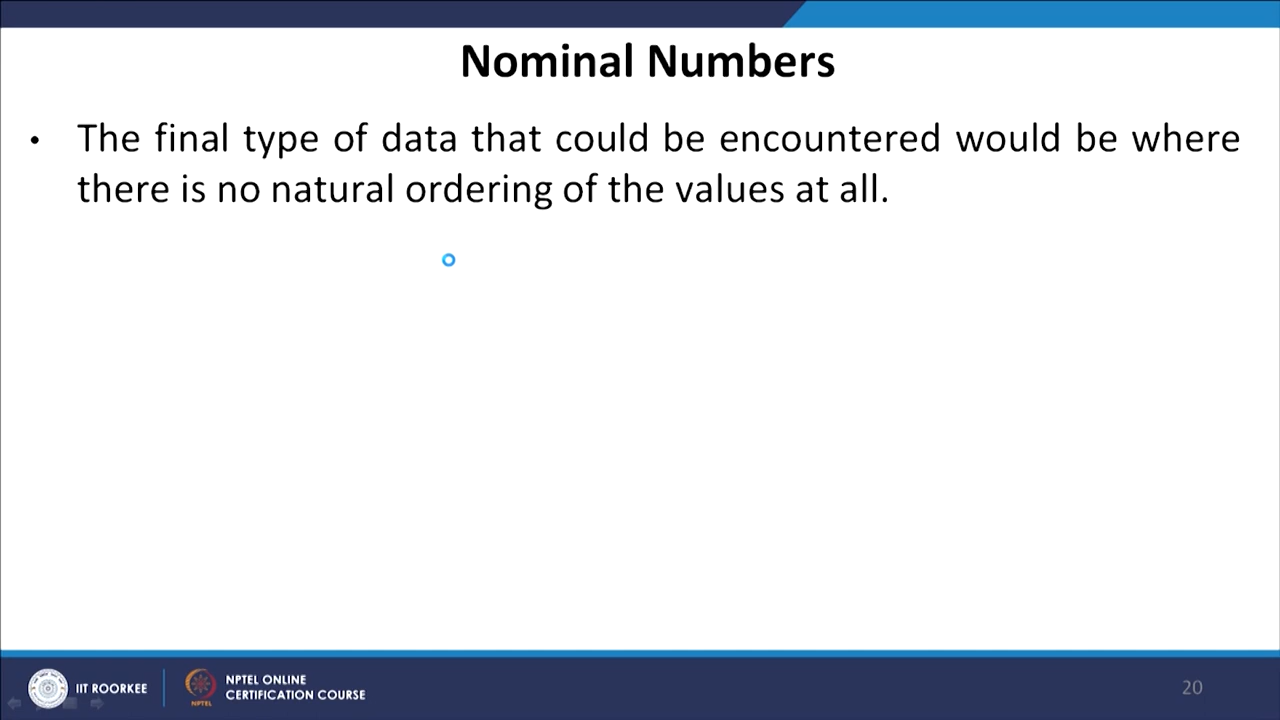 Nominal Numbers
• The final type of data that could be encountered would be where
there is no natural ordering of the values at all.
IIT ROORKEE
NPTEL
NPTEL ONLINE
CERTIFICATION COURSE
20